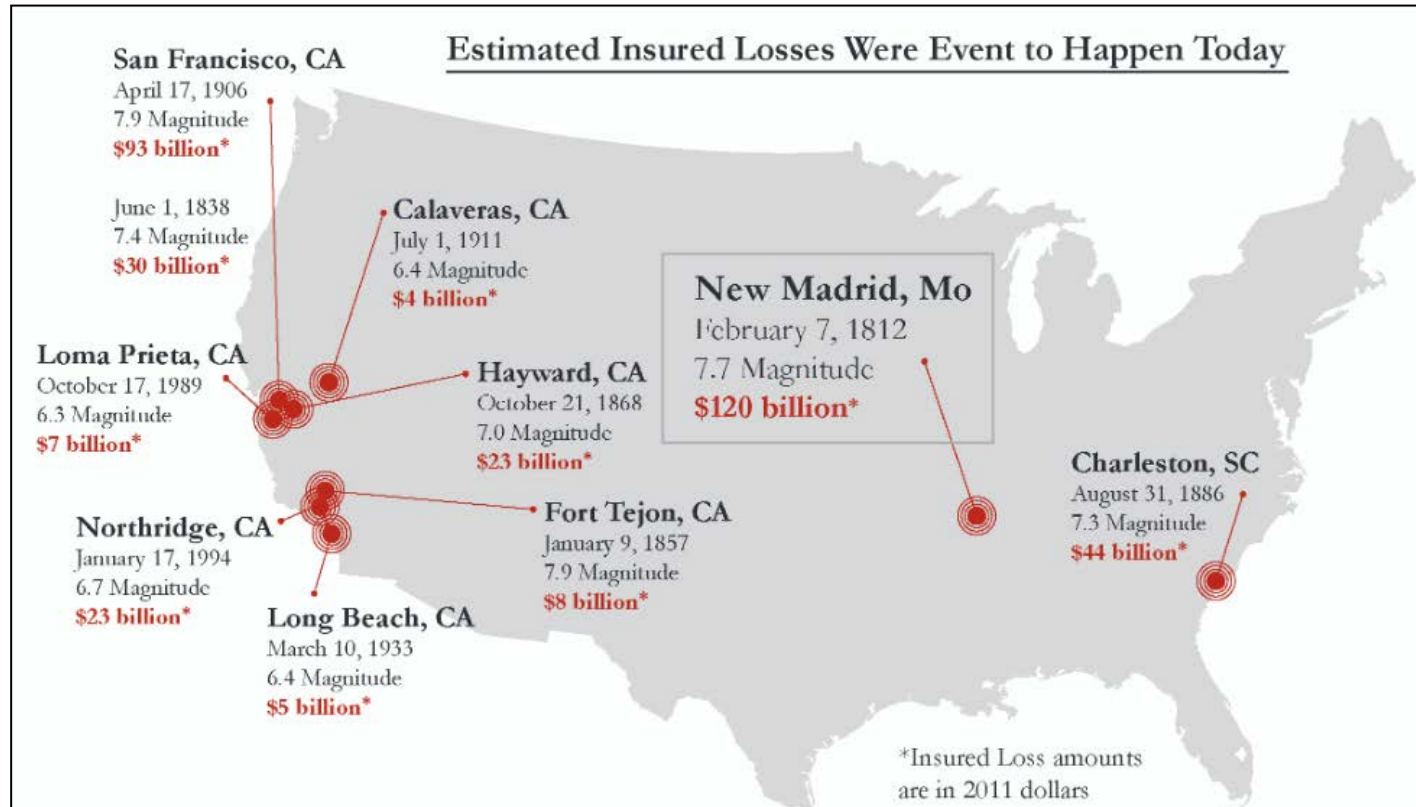 Estimated Insured Losses Were Event to Happen Today
San Francisco, CA
April 17, 1906
7.9 Magnitude
$93 billion*
June 1, 1838
7.4 Magnitude
$30 billion*
Calaveras, CA
July 1, 1911
6.4 Magnitude
$4 billion*
New Madrid, Mo
February 7, 1812
7.7 Magnitude
$120 billion*
Loma Prieta, CA
October 17, 1989
6.3 Magnitude
$7 billion*
Hayward, CA
October 21, 1868
7.0 Magnitude
$23 billion*
Charleston, SC
August 31, 1886
7.3 Magnitude
$44 billion*
Northridge, CA
January 17, 1994
6.7 Magnitude
$23 billion*
Fort Tejon, CA
January 9, 1857
7.9 Magnitude
$8 billion*
Long Beach, CA
March 10, 1933
6.4 Magnitude
$5 billion*
*Insured Loss amounts
are in 2011 dollars